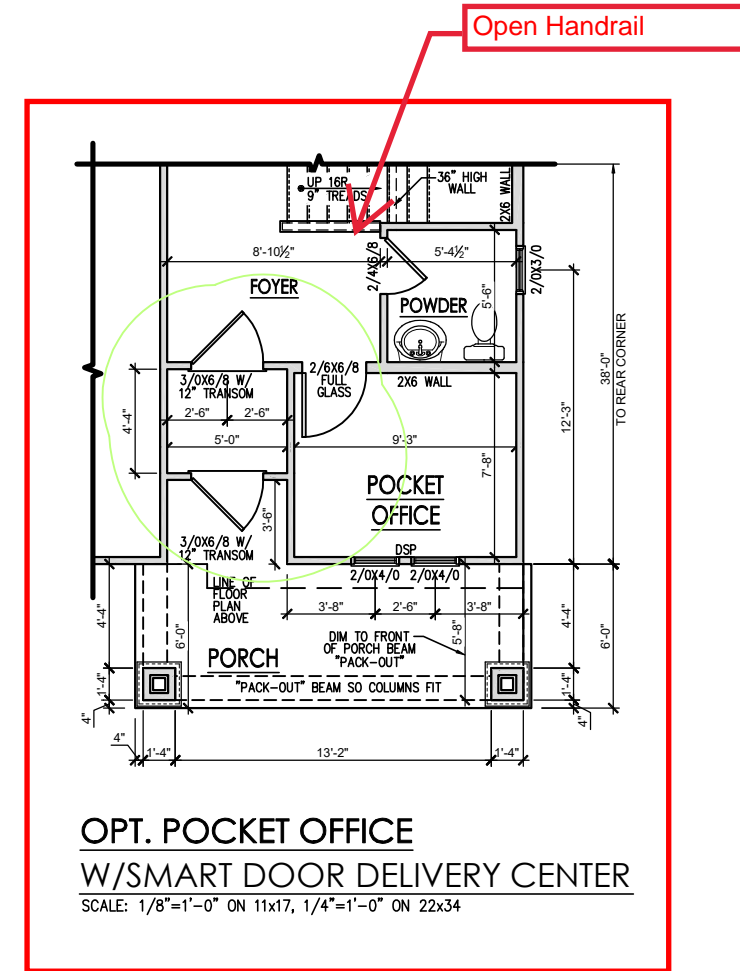 Open Handrail
UP 16R
9" TREADS
36" HIGH
WALL
2X6 WALL
8'-10½"
2/4X6/8
5'-4½"
2/0X3/0
FOYER
POWDER
5'-6"
38'-0"
TO REAR CORNER
3/0X6/8 W/
12" TRANSOM
2/6X6/8
FULL
GLASS
2X6 WALL
12'-3"
4'-4"
2'-6"
2'-6"
5'-0"
9'-3"
7'-8"
POCKET
OFFICE
3'-6"
3/0X6/8 W/
12" TRANSOM
DSP
2/0X4/0
2/0X4/0
LINE OF
FLOOR
PLAN
ABOVE
3'-8"
2'-6"
3'-8"
4'-4"
6'-0"
5'-8"
4'-4"
6'-0"
DIM TO FRONT
OF PORCH BEAM
"PACK-OUT"
PORCH
"PACK-OUT" BEAM SO COLUMNS FIT
1'-4"
1'-4"
4"
4"
4"
1'-4"
13'-2"
1'-4"
OPT. POCKET OFFICE
W/SMART DOOR DELIVERY CENTER
SCALE: 1/8"=1'-0" ON 11x17, 1/4"=1'-0" ON 22x34